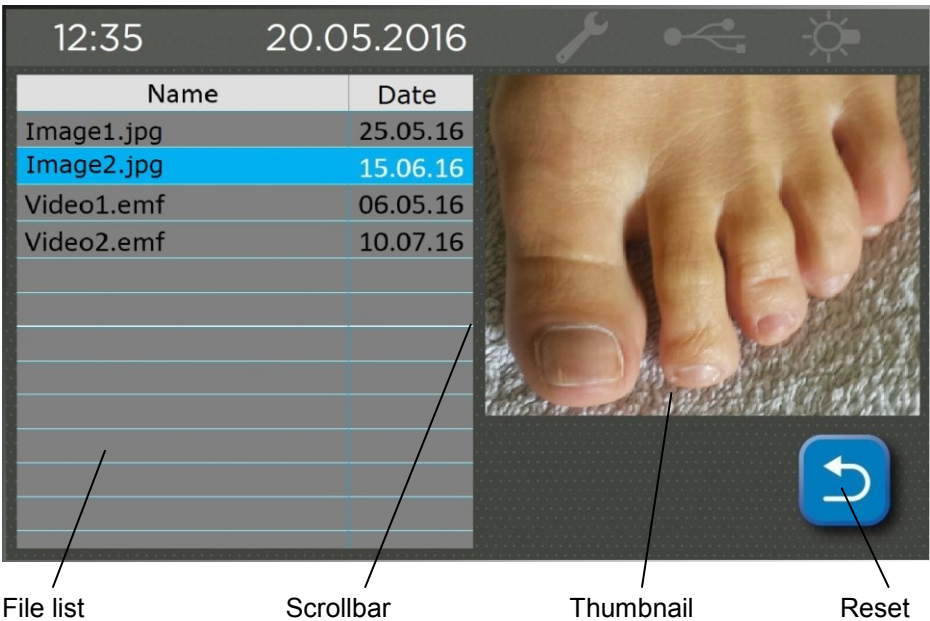 12:35 20.05.2016
Name Date
Image1.jpg 25.05.16
Image2.jpg 15.06.16
Video1.emf 06.05.16
Video2.emf 10.07.16
File list Scrollbar Thumbnail Reset